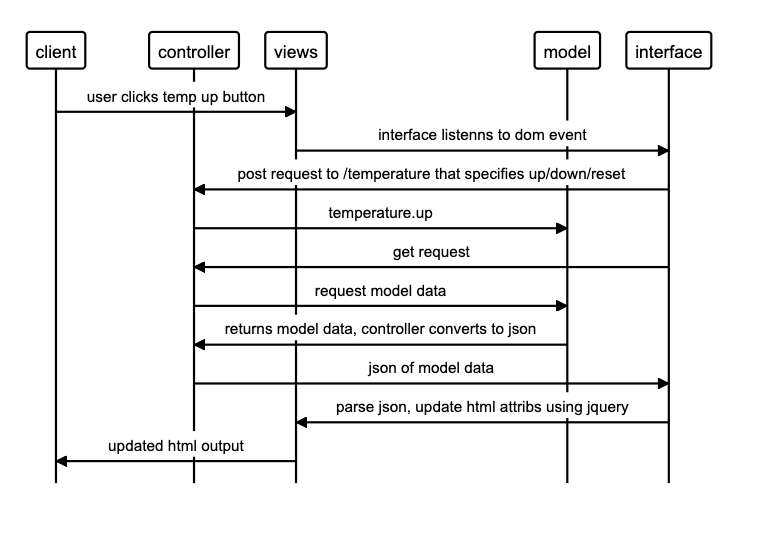 client
controller
views
model
interface
user clicks temp up button
interface listenns to dom event
post request to /temperature that specifies up/down/reset
temperature.up
get request
request model data
returns model data, controller converts to json
json of model data
parse json, update html attribs using jquery
updated html output